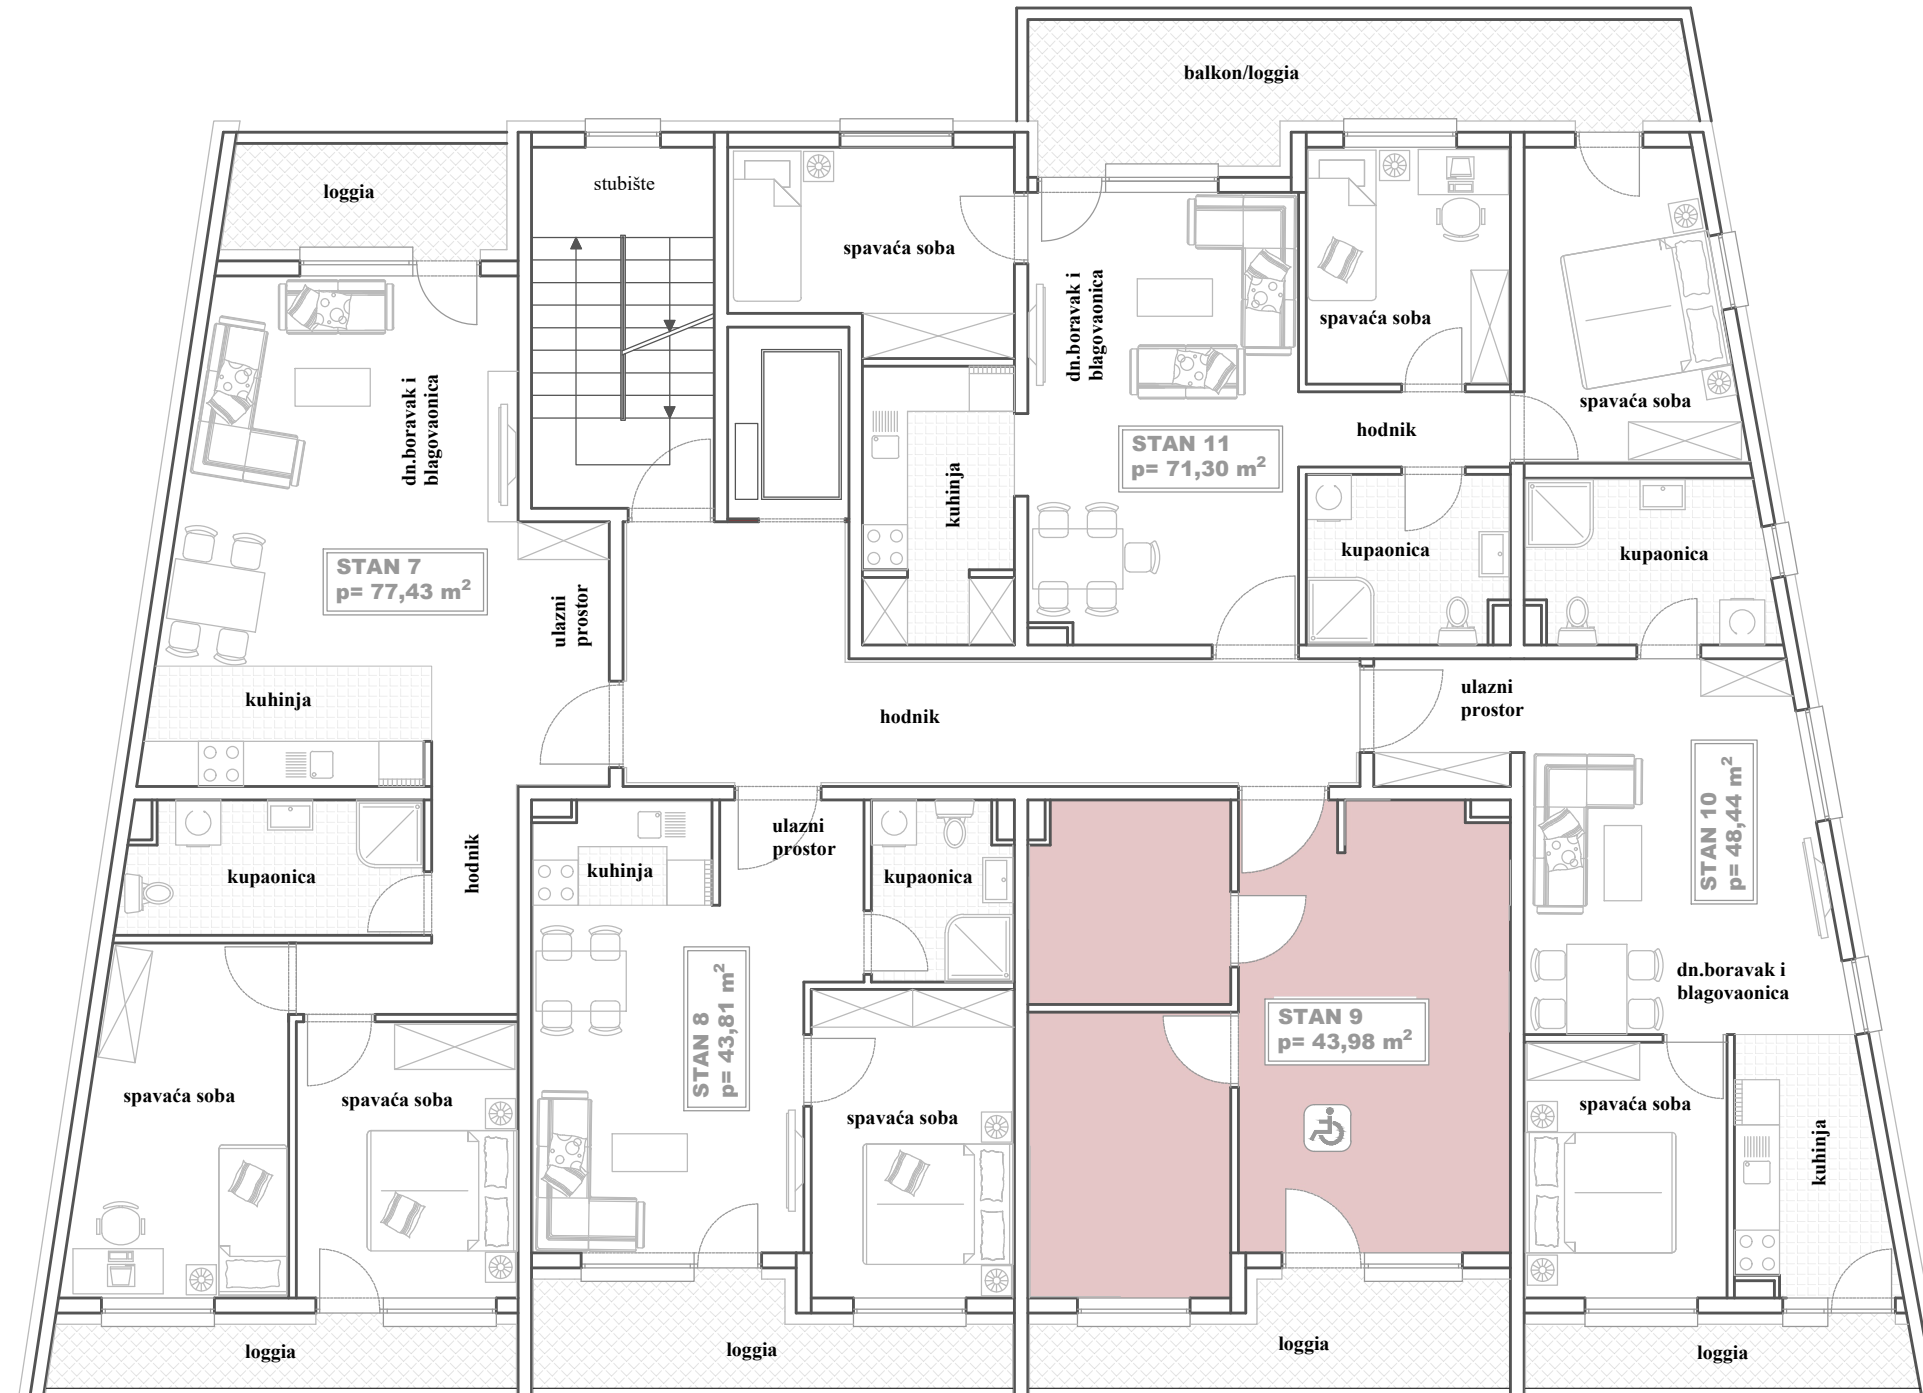 balkon/loggia
loggia
stubište
spavaća soba
dn.boravak i
blagovaonica
spavaća soba
spavaća soba
dn.boravak i
blagovaonica
STAN 11
p= 71,30 m²
hodnik
kuhinja
kupaonica
kupaonica
STAN 7
p= 77,43 m²
ulazni
prostor
kuhinja
hodnik
ulazni
prostor
STAN 10
p= 48,44 m²
kupaonica
hodnik
kuhinja
ulazni
prostor
kupaonica
dn.boravak i
blagovaonica
STAN 8
p= 43,81 m²
STAN 9
p= 43,98 m²
spavaća soba
spavaća soba
spavaća soba
spavaća soba
kuhinja
loggia
loggia
loggia
loggia